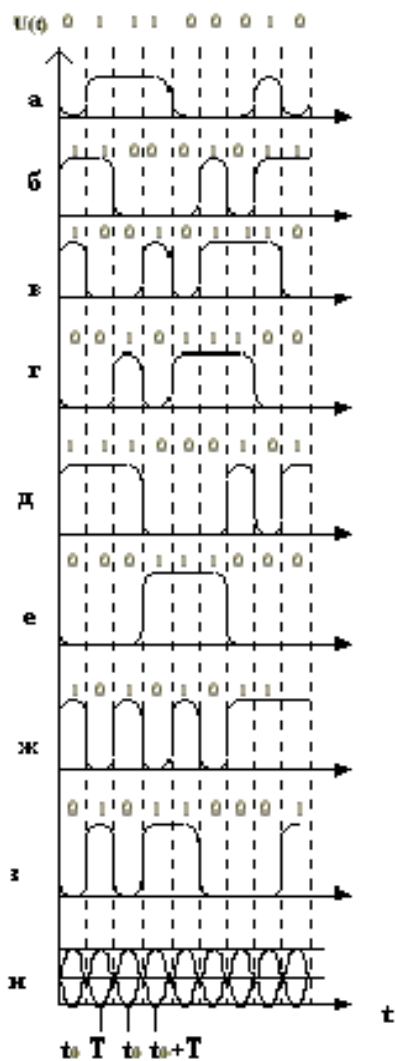 U(t) 0 1 1 1 0 0 0 1 0
а
1 1 0 0 0 1 0 1 1
б
1 0 0 1 0 1 1 1 0
в
0 0 1 0 1 1 1 0 0
г
1 1 1 0 0 0 1 0 1
д
0 0 0 1 1 1 0 0 0
е
1 0 1 0 1 0 1 1
ж
0 1 0 1 1 0 0 0 1
з
и
t
t₀ T t₀ t₀+T